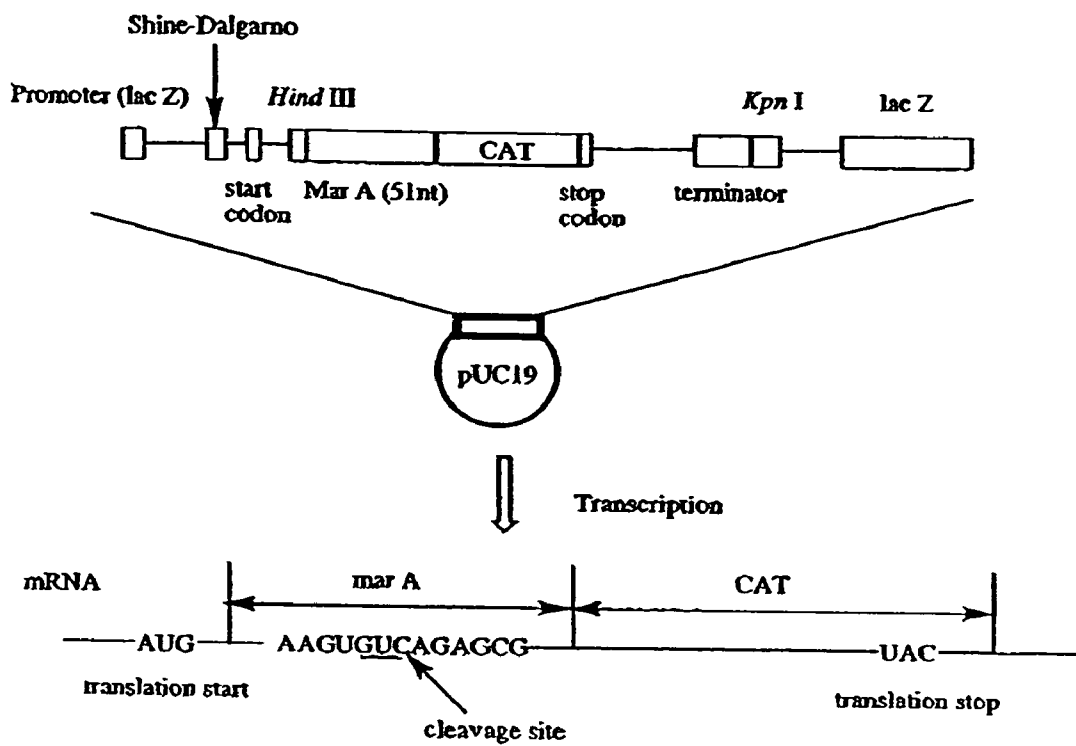 Shine-Dalgarno
Promoter (lac Z)
Hind III
Kpn I
lac Z
CAT
start
codon
Mar A (51nt)
stop
codon
terminator
pUC19
Transcription
mRNA
mar A
CAT
AUG
AAGUGUCAGAGCG
UAC
translation start
translation stop
cleavage site